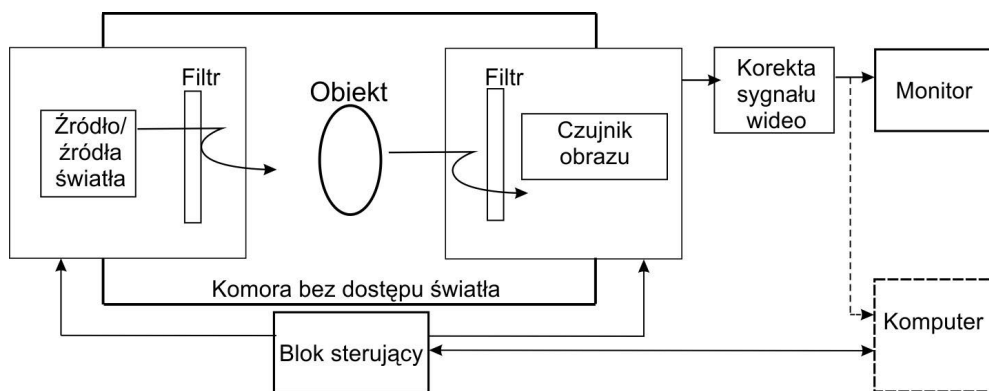 Filtr
Źródło/
źródła
światła
Obiekt
Filtr
Czujnik
obrazu
Korekta
sygnału
wideo
Monitor
Komora bez dostępu światła
Blok sterujący
Komputer